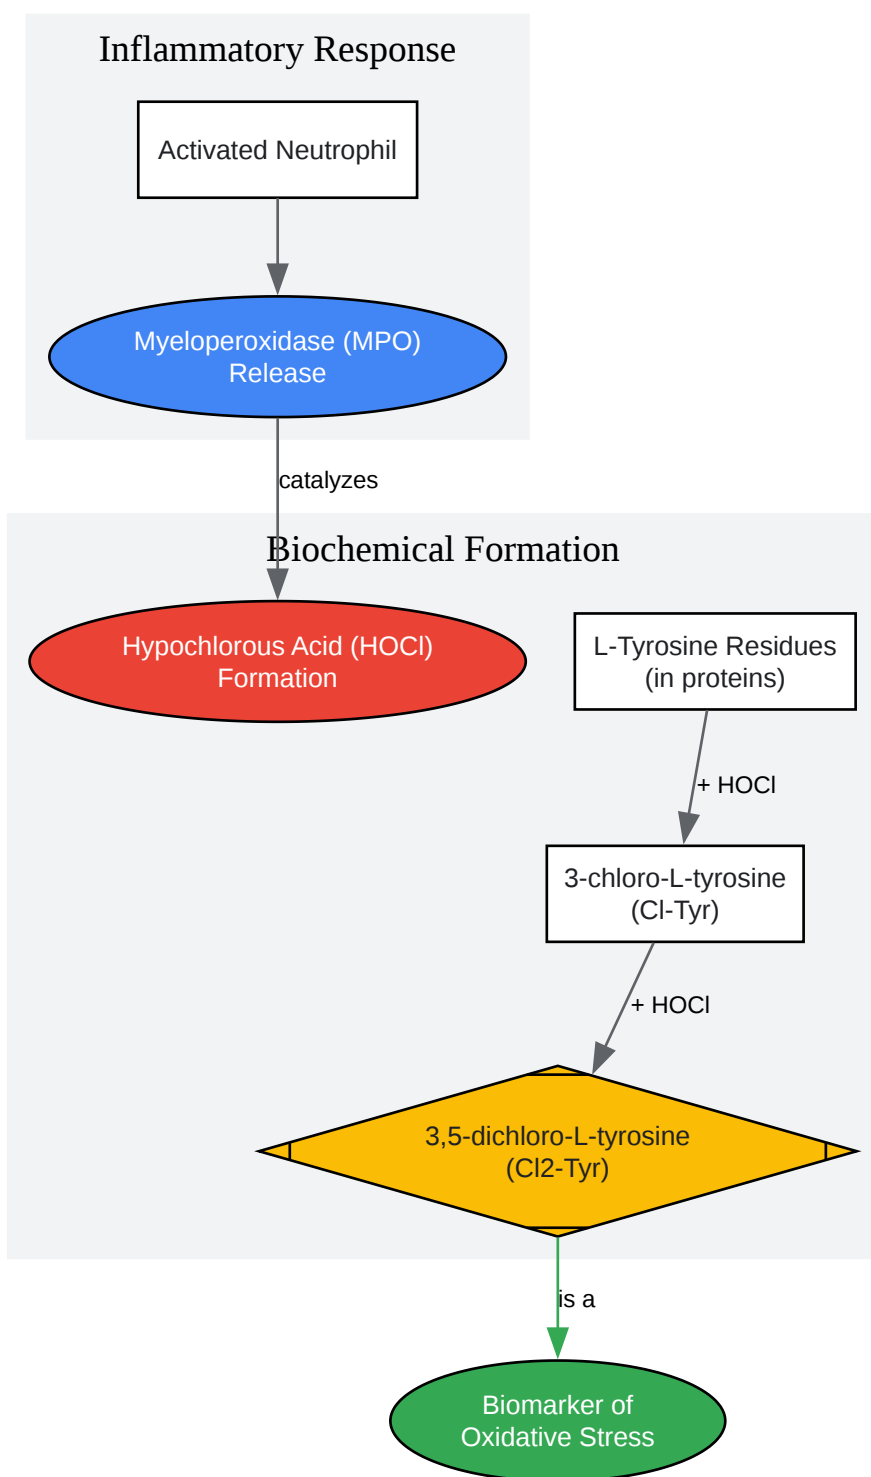 Inflammatory Response
Activated Neutrophil
Myeloperoxidase (MPO)
Release
catalyzes
Biochemical Formation
Hypochlorous Acid (HOCl)
Formation
L-Tyrosine Residues
(in proteins)
+ HOCl
3-chloro-L-tyrosine
(Cl-Tyr)
+ HOCl
3,5-dichloro-L-tyrosine
(Cl2-Tyr)
is a
Biomarker of
Oxidative Stress